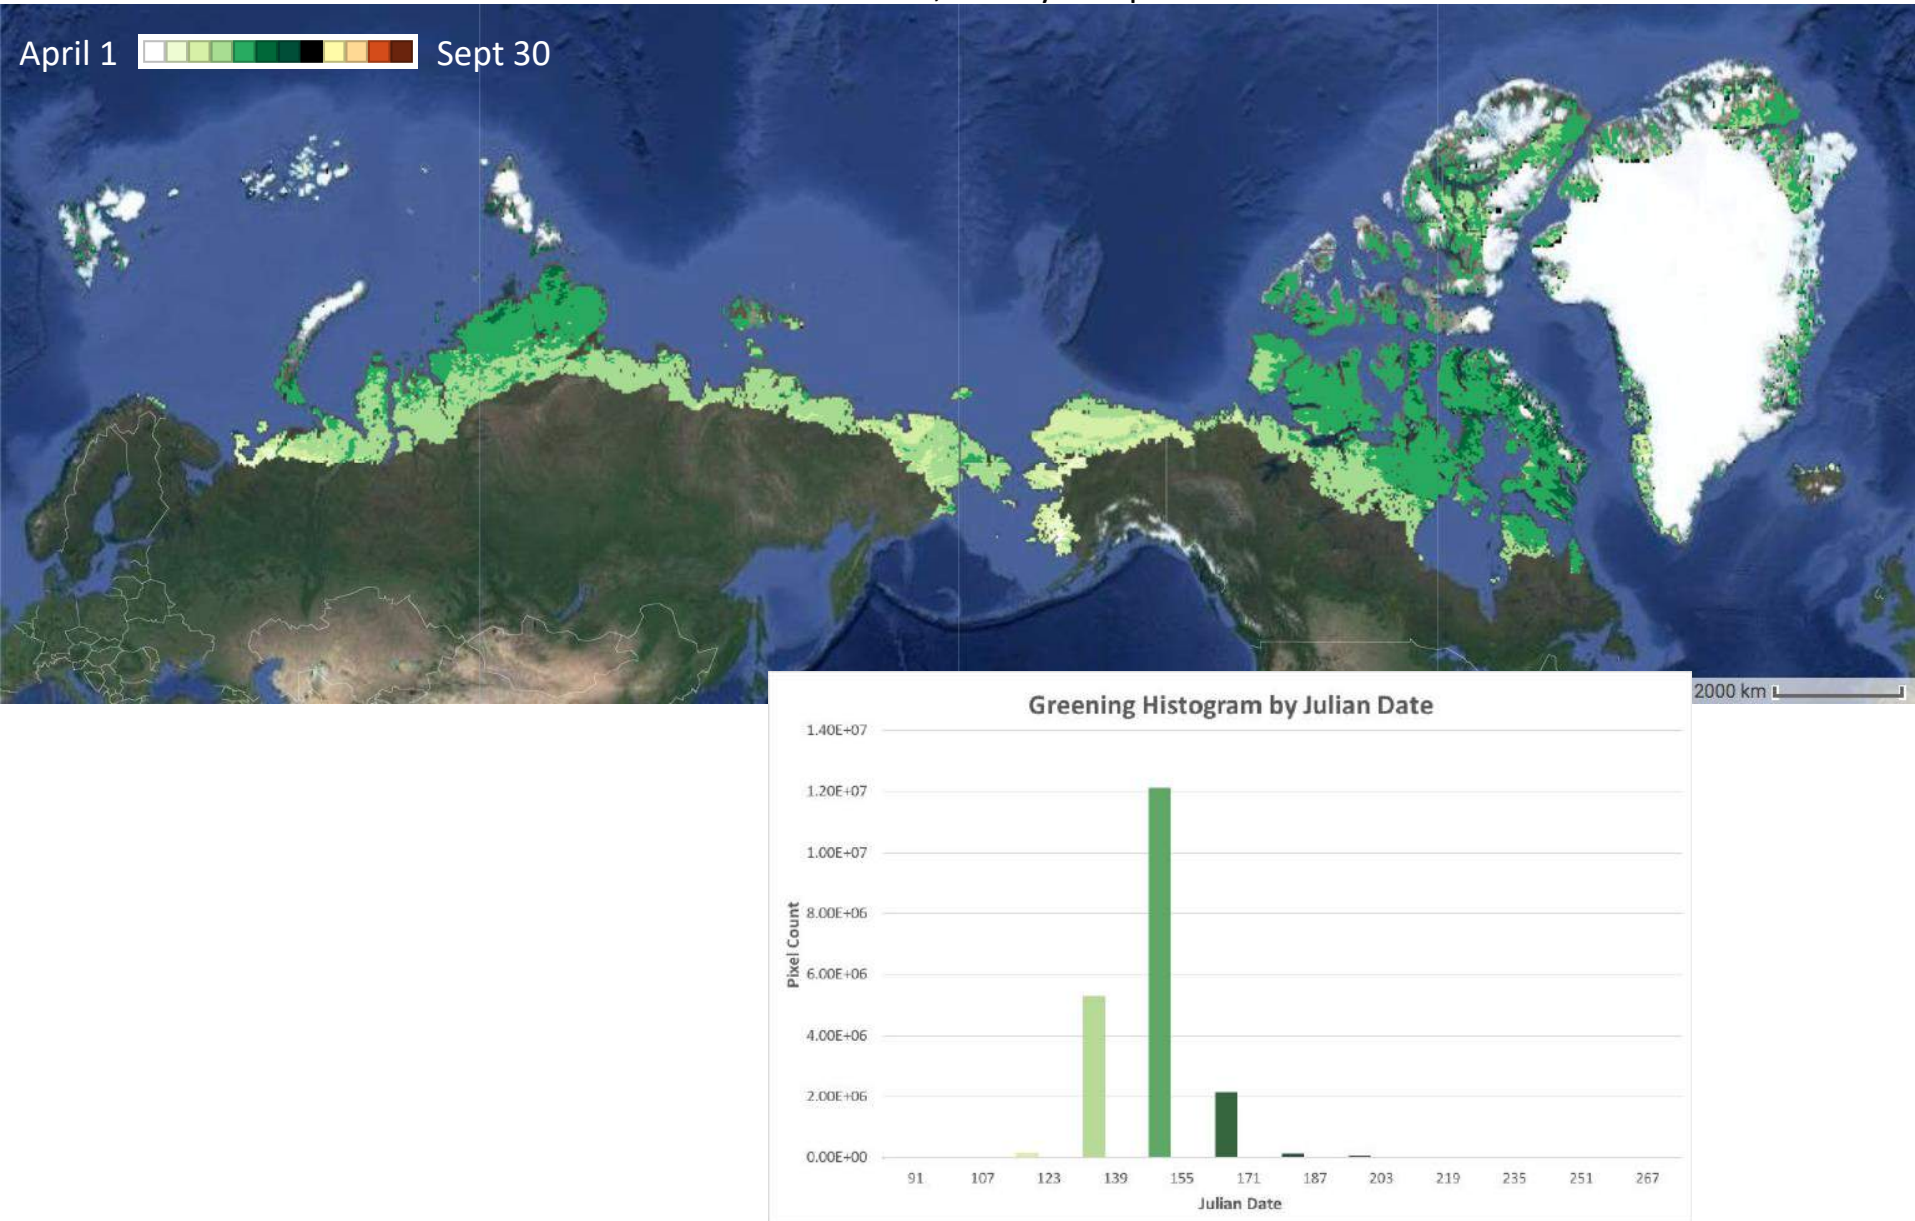 April 1
Sept 30
2000 km
Greening Histogram by Julian Date
1.40E+07
1.20E+07
1.00E+07
8.00E+06
6.00E+06
4.00E+06
2.00E+06
0.00E+00
Pixel Count
91 107 123 139 155 171 187 203 219 235 251 267
Julian Date